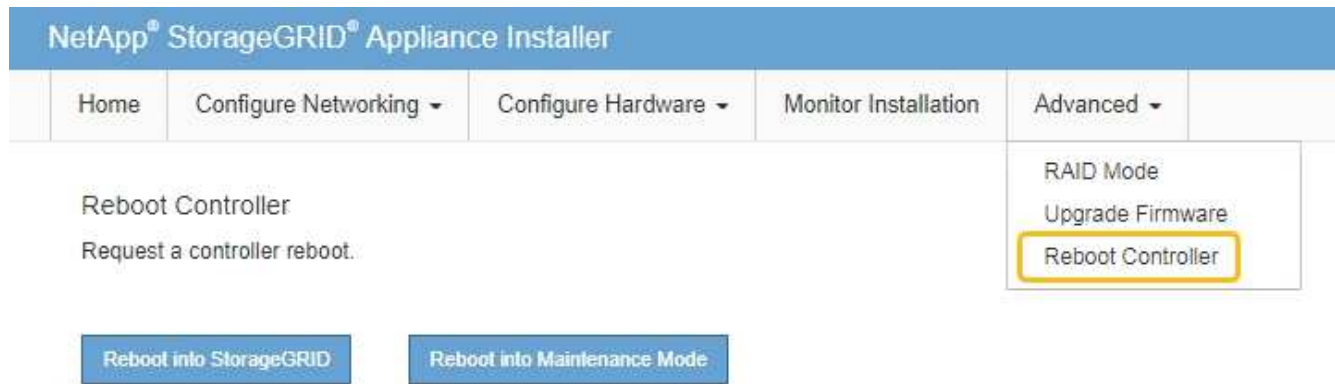 NetApp® StorageGRID® Appliance Installer
Home Configure Networking Configure Hardware Monitor Installation Advanced
RAID Mode
Upgrade Firmware
Reboot Controller
Reboot Controller
Request a controller reboot.
Reboot into StorageGRID Reboot into Maintenance Mode